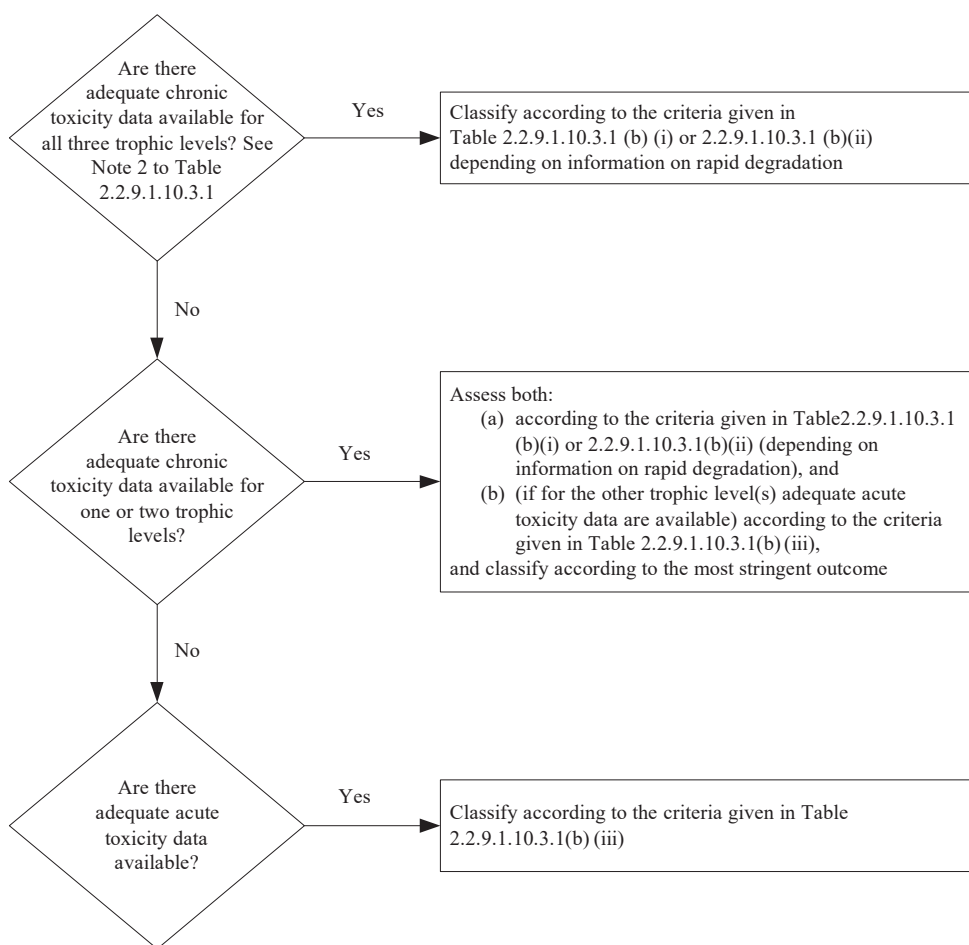 Are there
adequate chronic
toxicity data available for
all three trophic levels? See
Note 2 to Table
2.2.9.1.10.3.1
Yes
Classify according to the criteria given in
Table 2.2.9.1.10.3.1 (b) (i) or 2.2.9.1.10.3.1 (b)(ii)
depending on information on rapid degradation
No
Are there
adequate chronic
toxicity data available for
one or two trophic
levels?
Yes
Assess both:
(a) according to the criteria given in Table2.2.9.1.10.3.1
(b)(i) or 2.2.9.1.10.3.1(b)(ii) (depending on
information on rapid degradation), and
(b) (if for the other trophic level(s) adequate acute
toxicity data are available) according to the criteria
given in Table 2.2.9.1.10.3.1(b) (iii),
and classify according to the most stringent outcome
No
Are there
adequate acute
toxicity data
available?
Yes
Classify according to the criteria given in Table
2.2.9.1.10.3.1(b) (iii)